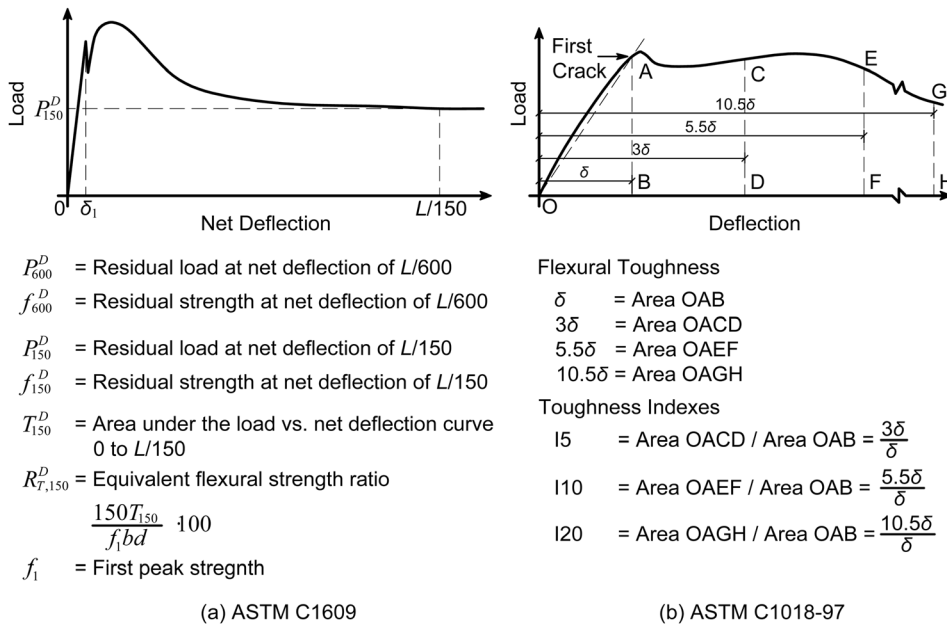 Load
P^D_150
0
δ1
L/150
Net Deflection
P^D_600 = Residual load at net deflection of L/600
f^D_600 = Residual strength at net deflection of L/600
P^D_150 = Residual load at net deflection of L/150
f^D_150 = Residual strength at net deflection of L/150
T^D_150 = Area under the load vs. net deflection curve
0 to L/150
R^D_T,150 = Equivalent flexural strength ratio
150T_150
f_1bd
·100
f_1 = First peak stregnth
(a) ASTM C1609
Load
First
Crack
A
C
E
G
10.5δ
5.5δ
3δ
δ
B
D
F
H
O
Deflection
Flexural Toughness
δ = Area OAB
3δ = Area OACD
5.5δ = Area OAEF
10.5δ = Area OAGH
Toughness Indexes
I5 = Area OACD / Area OAB = 3δ/δ
I10 = Area OAEF / Area OAB = 5.5δ/δ
I20 = Area OAGH / Area OAB = 10.5δ/δ
(b) ASTM C1018-97